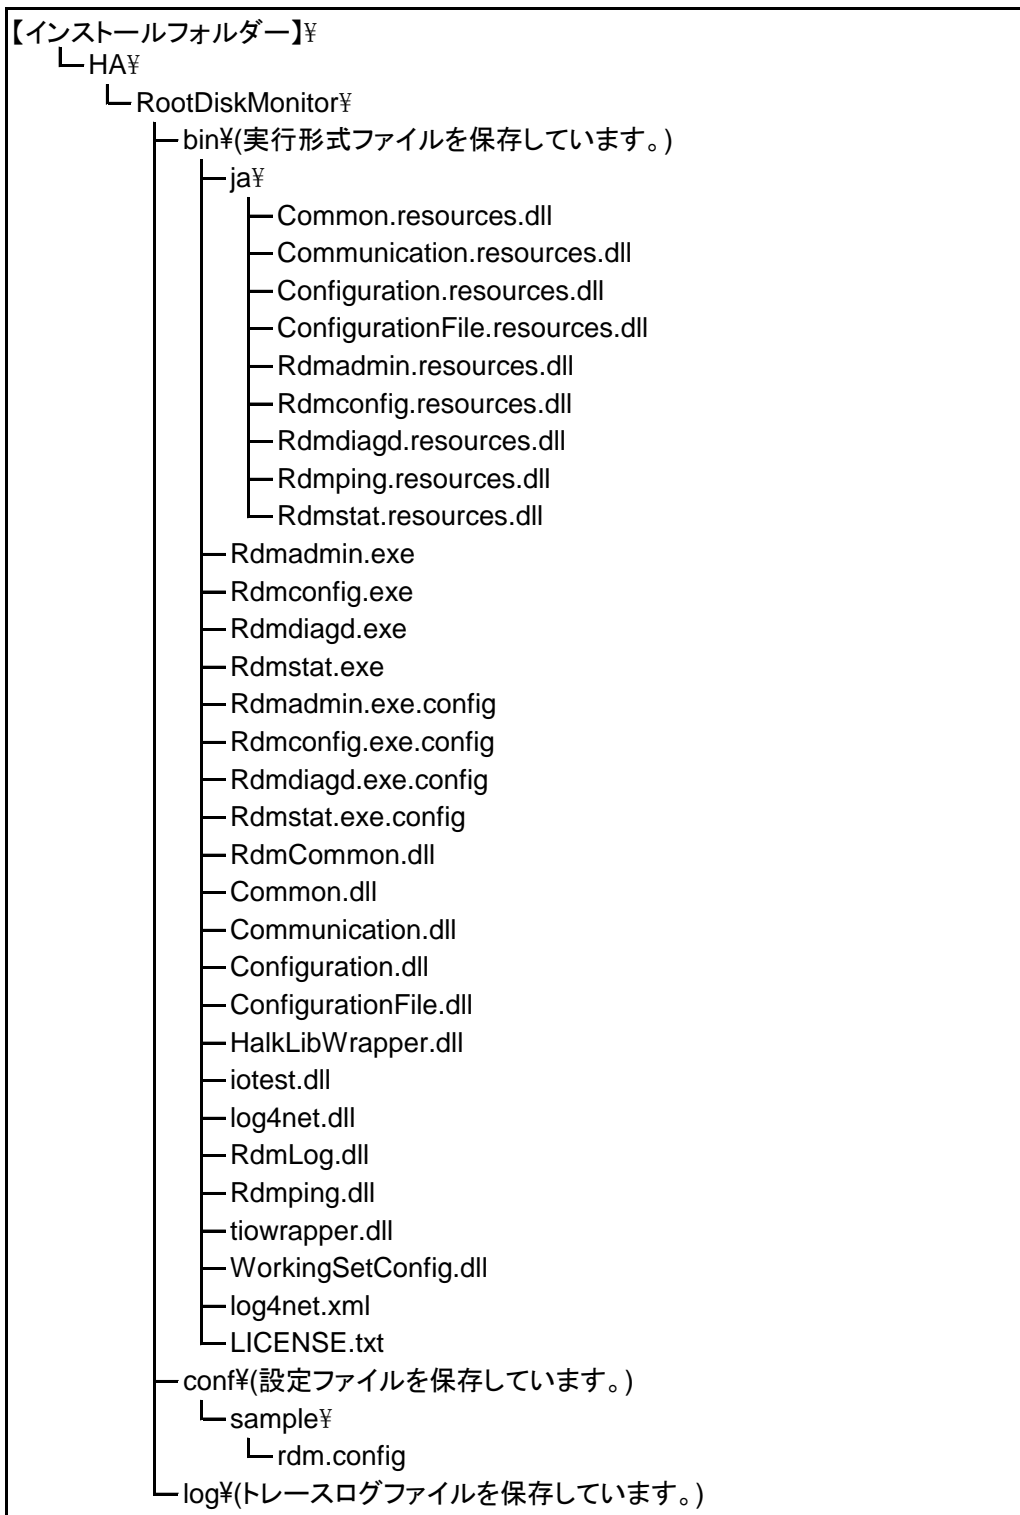 【インストールフォルダー】¥
HA¥
RootDiskMonitor¥
bin¥(実行形式ファイルを保存しています。)
ja¥
Common.resources.dll
Communication.resources.dll
Configuration.resources.dll
ConfigurationFile.resources.dll
Rdmadmin.resources.dll
Rdmconfig.resources.dll
Rdmdiagd.resources.dll
Rdmping.resources.dll
Rdmstat.resources.dll
Rdmadmin.exe
Rdmconfig.exe
Rdmdiagd.exe
Rdmstat.exe
Rdmadmin.exe.config
Rdmconfig.exe.config
Rdmdiagd.exe.config
Rdmstat.exe.config
RdmCommon.dll
Common.dll
Communication.dll
Configuration.dll
ConfigurationFile.dll
HalkLibWrapper.dll
iotest.dll
log4net.dll
RdmLog.dll
Rdmping.dll
tiowrapper.dll
WorkingSetConfig.dll
log4net.xml
LICENSE.txt
conf¥(設定ファイルを保存しています。)
sample¥
rdm.config
log¥(トレースログファイルを保存しています。)